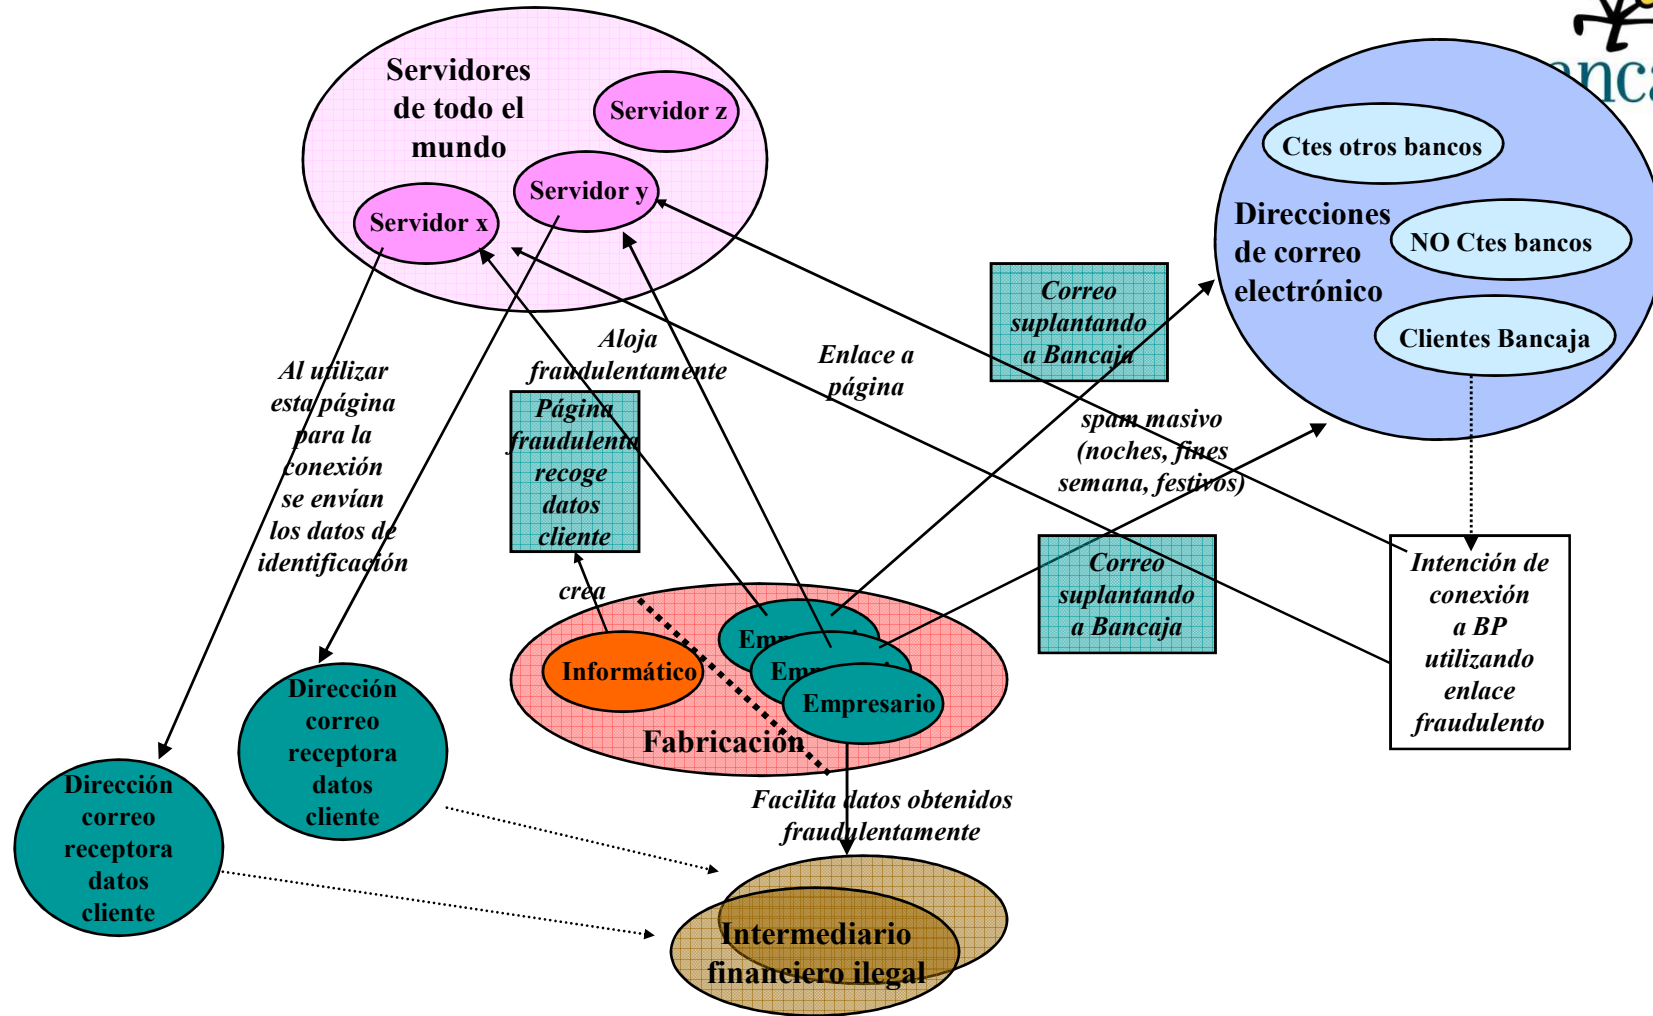 Servidores
de todo el
mundo
Servidor z
Servidor y
Servidor x
Ctes otros bancos
Direcciones
de correo
electrónico
NO Ctes bancos
Clientes Bancaja
Correo
suplantando
a Bancaja
Aloja
fraudulentamente
Enlace a
página
Al utilizar
esta página
para la
conexión
se envían
los datos de
identificación
Página
fraudulenta
recoge
datos
cliente
spam masivo
(noches, fines
semana, festivos)
Correo
suplantando
a Bancaja
Intención de
conexión
a BP
utilizando
enlace
fraudulento
crea
Informático
Empresario
Fabricación
Dirección
correo
receptora
datos
cliente
Dirección
correo
receptora
datos
cliente
Facilita datos obtenidos
fraudulentamente
Intermediario
financiero ilegal